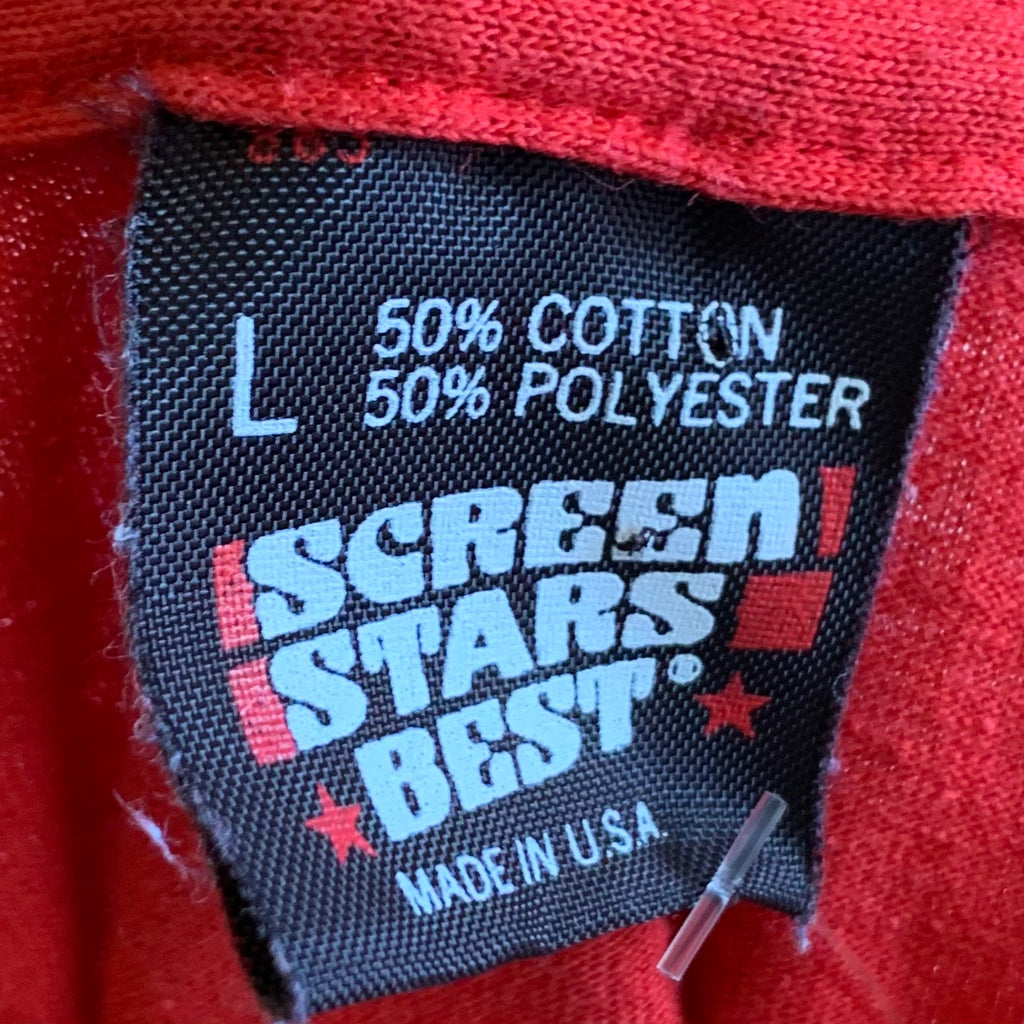 L
50% COTTON
50% POLYESTER
SCREEN
STARS
BEST®
MADE IN U.S.A.